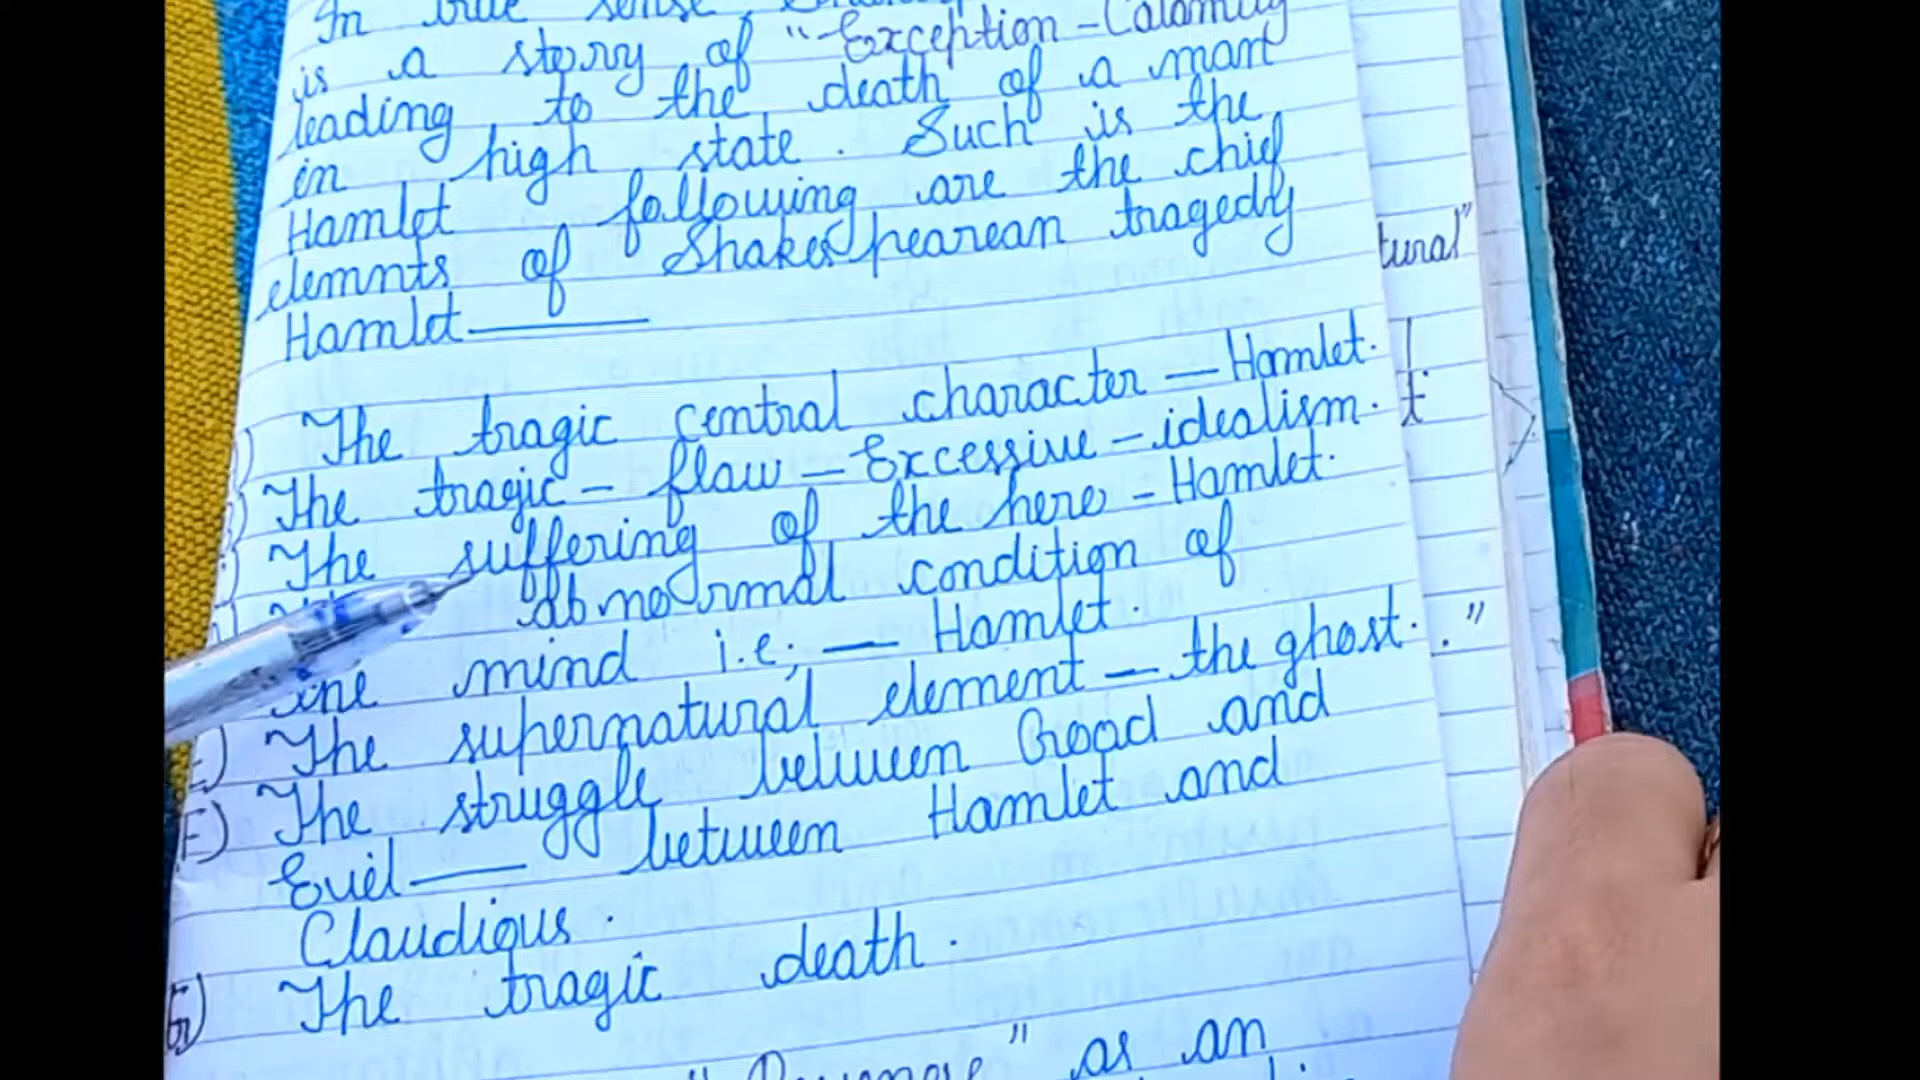 In true sense
is a story of "Exception - Calamity
leading to the death of a man
in high state. Such is the
Hamlet following are the chief
elemnts of Shakespearean tragedy
Hamlet —
) The tragic central character — Hamlet.
) The tragic - flaw — Excessive - idealism.
) The suffering of the hero - Hamlet.
abnormal condition of
the mind i.e; — Hamlet.
E) The supernatural element — the ghost.
F) The struggle between Good and
Evil — between Hamlet and
Claudious.
G) The tragic death.
"Revenge" as an
tural"
t.
."